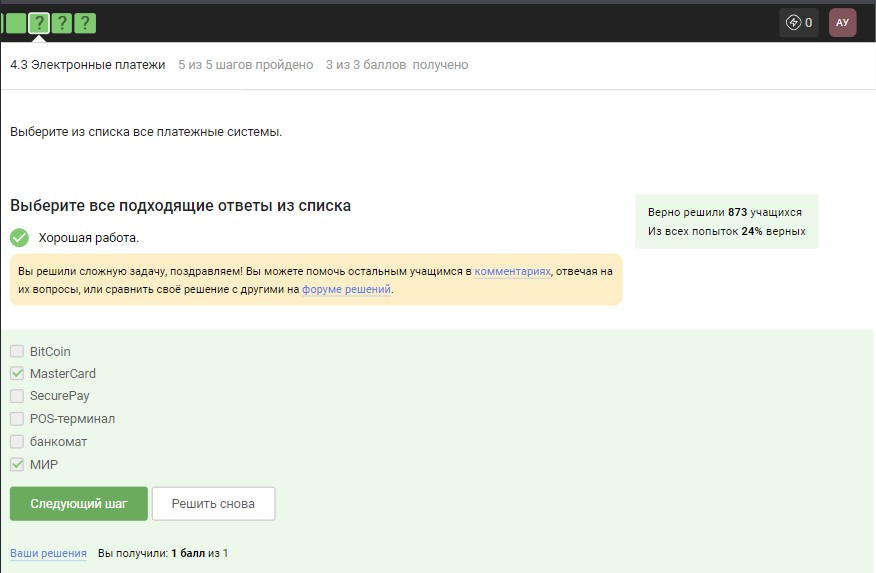 ? ? ?
0
АУ
4.3 Электронные платежи 5 из 5 шагов пройдено 3 из 3 баллов получено
Выберите из списка все платежные системы.
Выберите все подходящие ответы из списка
Верно решили 873 учащихся
Из всех попыток 24% верных
Хорошая работа.
Вы решили сложную задачу, поздравляем! Вы можете помочь остальным учащимся в комментариях, отвечая на
их вопросы, или сравнить своё решение с другими на форуме решений.
BitCoin
MasterCard
SecurePay
POS-терминал
банкомат
МИР
Следующий шаг
Решить снова
Ваши решения Вы получили: 1 балл из 1